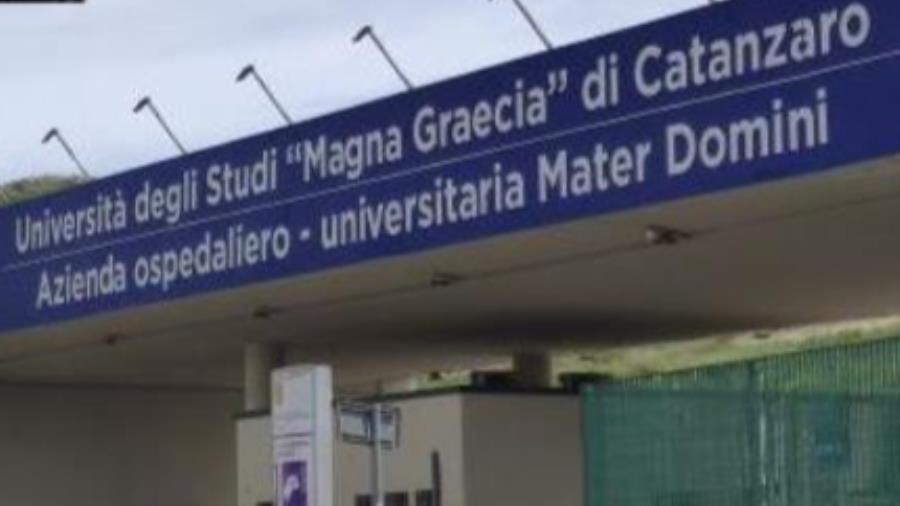 Università degli Studi “Magna Graecia” di Catanzaro
Azienda ospedaliero - universitaria Mater Domini